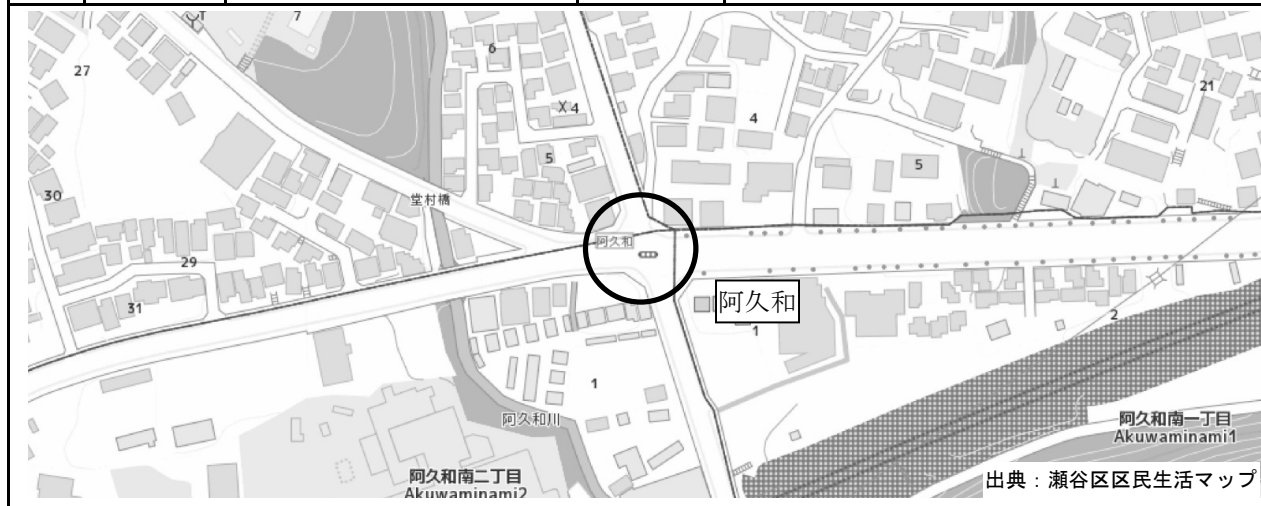 7
T
27
6
X4
4
21
5
5
30
堂村橋
阿久和
29
31
阿久和
1
2
1
阿久和川
阿久和南一丁目
Akuwaminami1
阿久和南二丁目
Akuwaminami2
出典：瀬谷区区民生活マップ